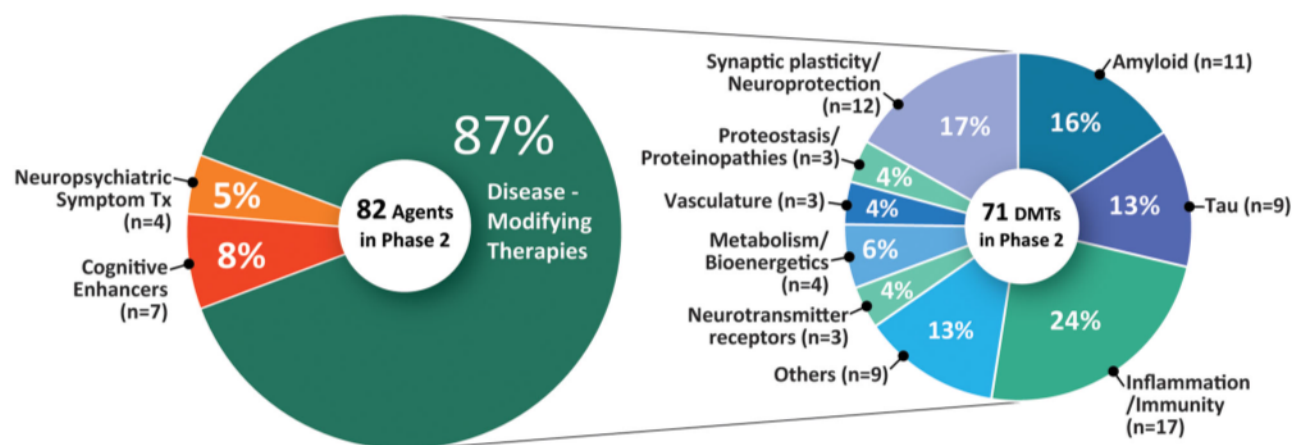 87%
Disease -
Modifying
Therapies
Neuropsychiatric
Symptom Tx
(n=4)
5%
Cognitive
Enhancers
(n=7)
8%
82 Agents
in Phase 2
Synaptic plasticity/
Neuroprotection
(n=12)
17%
Amyloid (n=11)
16%
Proteostasis/
Proteinopathies (n=3)
4%
Vasculature (n=3)
4%
Tau (n=9)
13%
71 DMTs
in Phase 2
Metabolism/
Bioenergetics
(n=4)
6%
Neurotransmitter
receptors (n=3)
4%
Others (n=9)
13%
24%
Inflammation
/Immunity
(n=17)